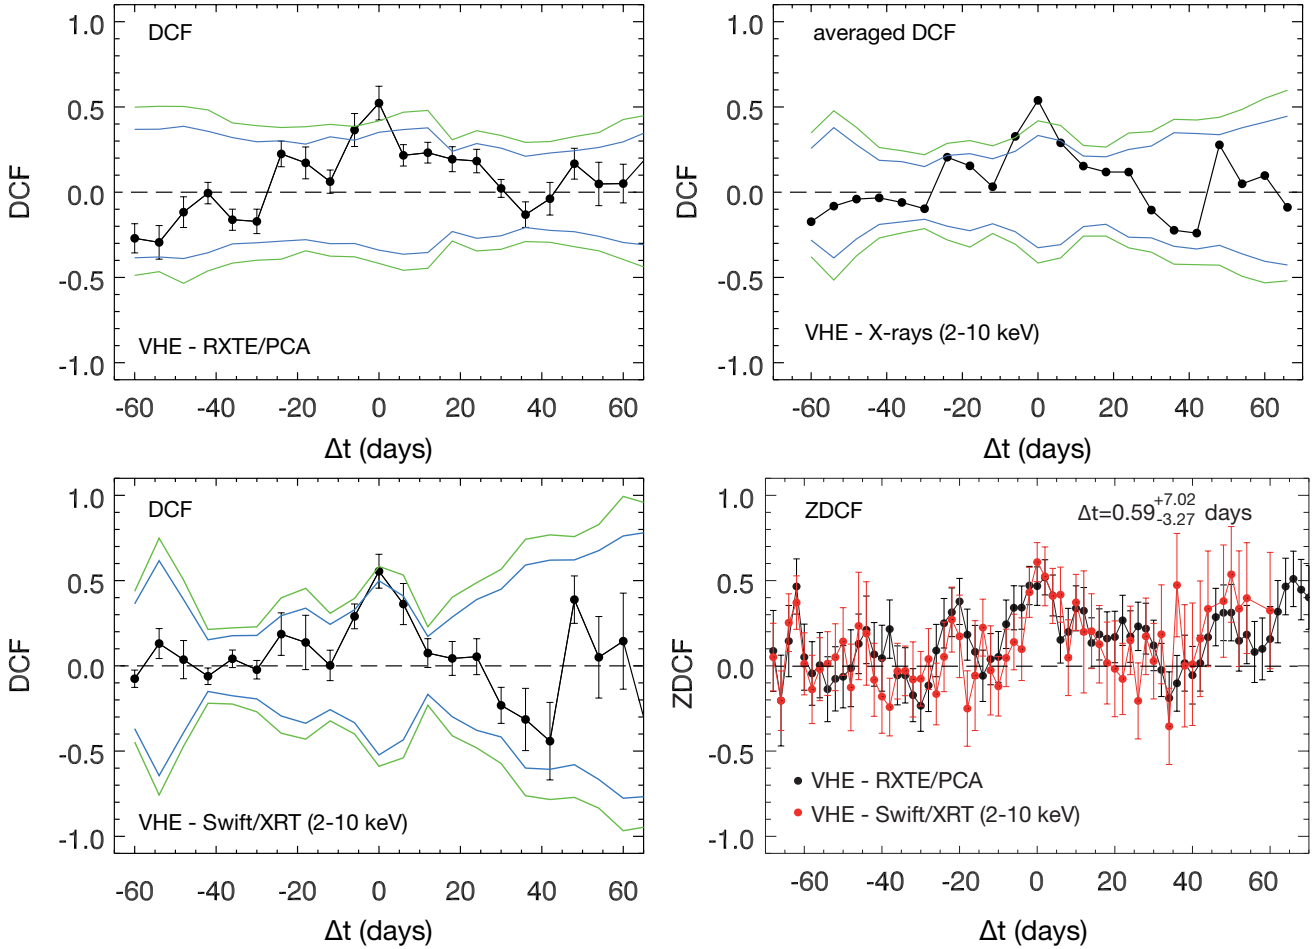 DCF
1.0
0.5
0.0
-0.5
-1.0
DCF
VHE - RXTE/PCA
-60 -40 -20 0 20 40 60
Δt (days)
averaged DCF
1.0
0.5
0.0
-0.5
-1.0
DCF
VHE - X-rays (2-10 keV)
-60 -40 -20 0 20 40 60
Δt (days)
DCF
1.0
0.5
0.0
-0.5
-1.0
DCF
VHE - Swift/XRT (2-10 keV)
-60 -40 -20 0 20 40 60
Δt (days)
ZDCF
Δt=0.59+7.02-3.27 days
1.0
0.5
0.0
-0.5
-1.0
ZDCF
VHE - RXTE/PCA
VHE - Swift/XRT (2-10 keV)
-60 -40 -20 0 20 40 60
Δt (days)